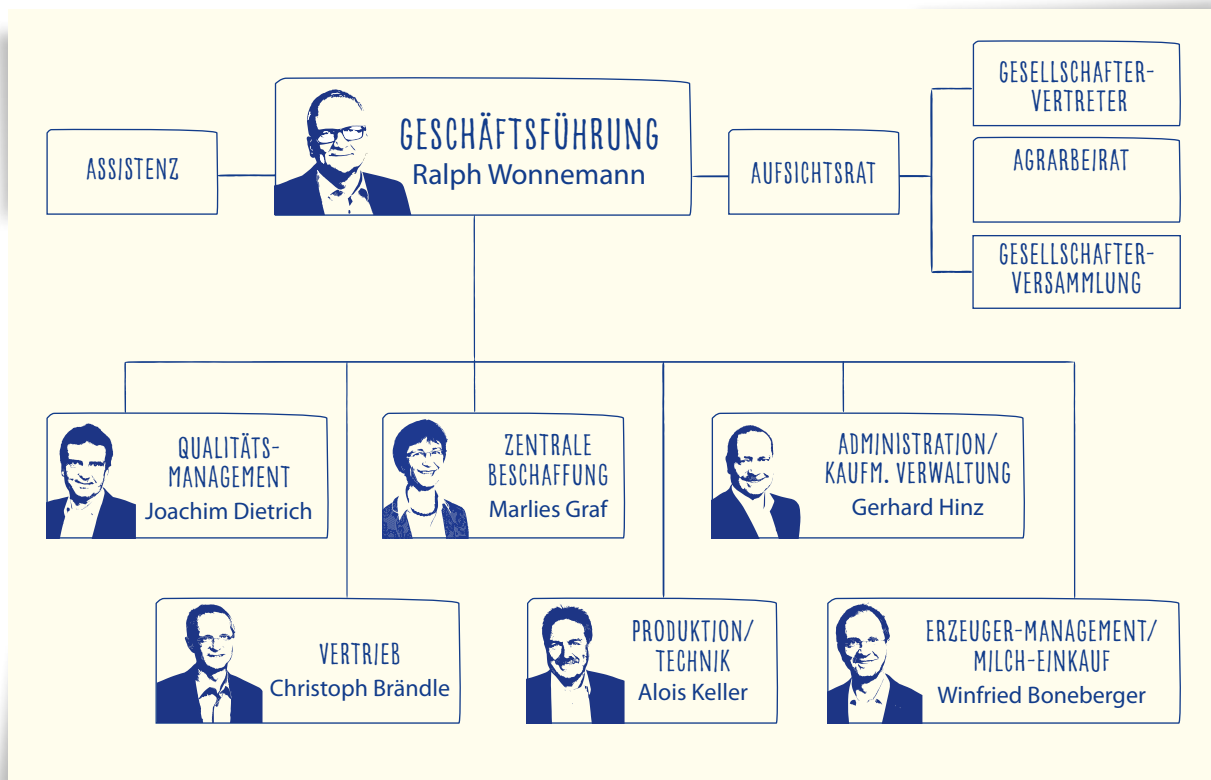 ASSISTENZ
GESCHÄFTSFÜHRUNG
Ralph Wonnemann
AUFSICHTSRAT
GESELLSCHAFTER-
VERTRETER
AGRARBEIRAT
GESELLSCHAFTER-
VERSAMMLUNG
QUALITÄTS-
MANAGEMENT
Joachim Dietrich
ZENTRALE
BESCHAFFUNG
Marlies Graf
ADMINISTRATION/
KAUFM. VERWALTUNG
Gerhard Hinz
VERTRIEB
Christoph Brändle
PRODUKTION/
TECHNIK
Alois Keller
ERZEUGER-MANAGEMENT/
MILCH-EINKAUF
Winfried Boneberger